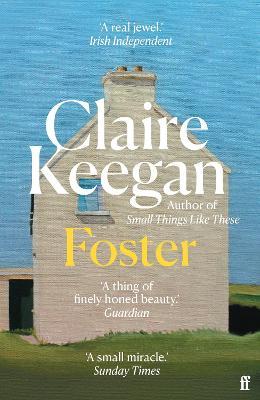 ‘A real jewel.’
Irish Independent
Claire
Keegan
Author of
Small Things Like These
Foster
‘A thing of
finely honed beauty.’
Guardian
‘A small miracle.’
Sunday Times
ff